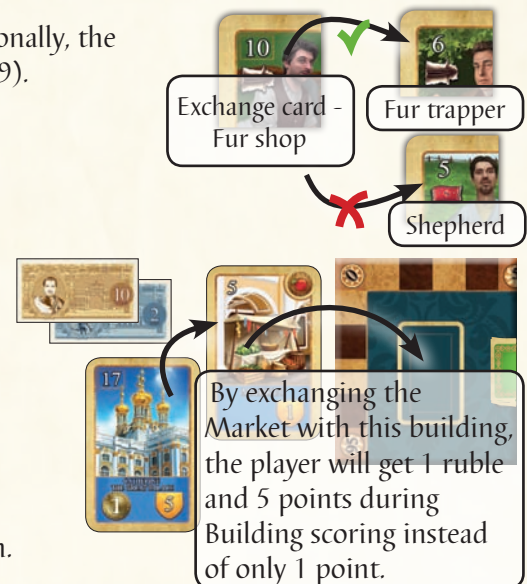 onally, the
9).
10
6
Exchange card -
Fur shop
Fur trapper
5
Shepherd
10
2
5
17
1
By exchanging the
Market with this building,
the player will get 1 ruble
and 5 points during
Building scoring instead
of only 1 point.
1
5
n.